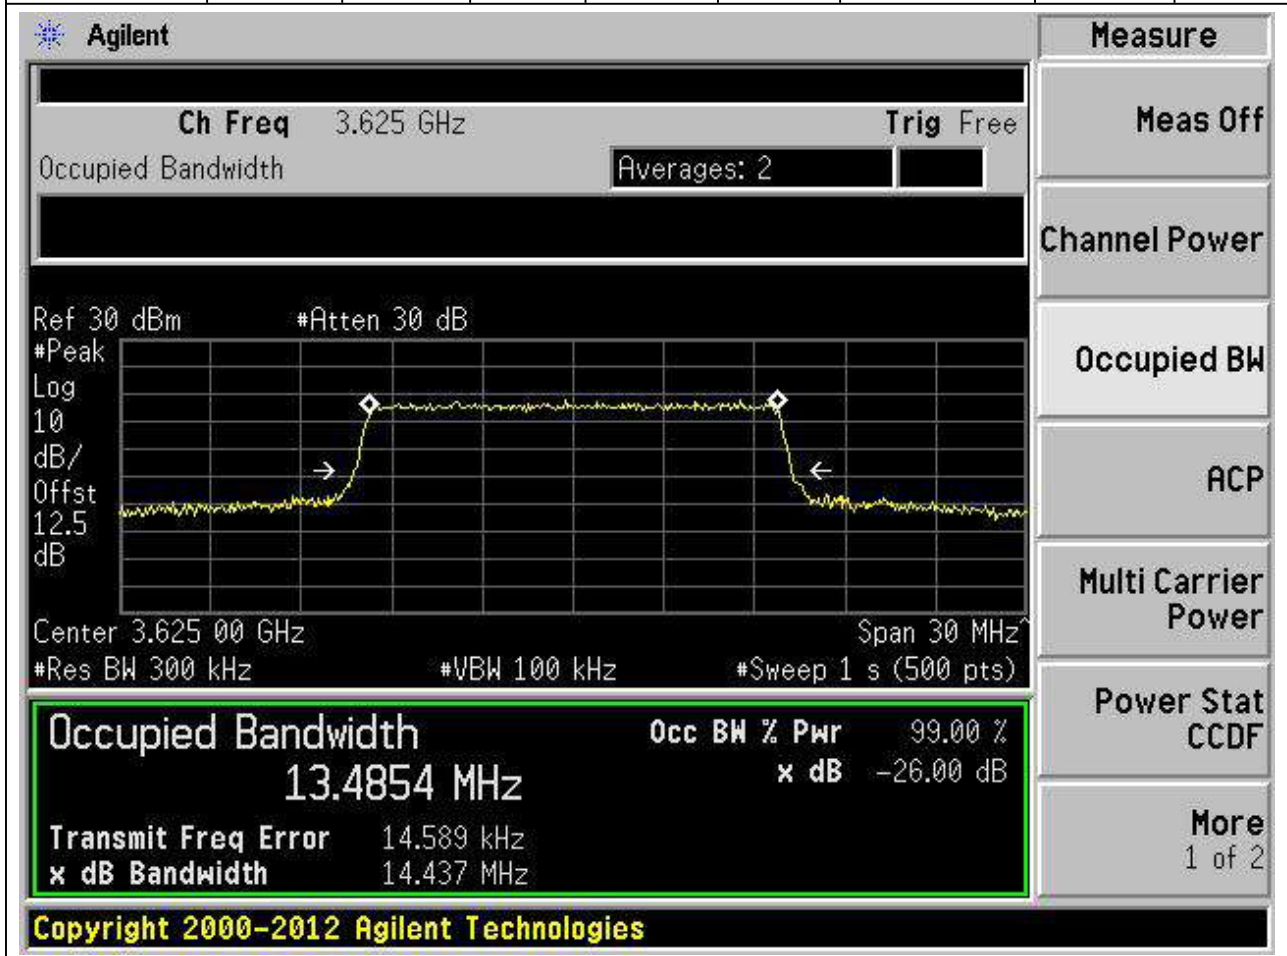 Agilent
Measure
Ch Freq 3.625 GHz Trig Free
Occupied Bandwidth Averages: 2
Meas Off
Channel Power
Occupied BW
ACP
Multi Carrier
Power
Power Stat
CCDF
More
1 of 2
Ref 30 dBm #Atten 30 dB
#Peak
Log
10
dB/
Offst
12.5
dB
Center 3.625 00 GHz Span 30 MHz^
#Res BW 300 kHz #VBW 100 kHz #Sweep 1 s (500 pts)
Occupied Bandwidth Occ BW % Pwr 99.00 %
13.4854 MHz x dB -26.00 dB
Transmit Freq Error 14.589 kHz
x dB Bandwidth 14.437 MHz
Copyright 2000-2012 Agilent Technologies